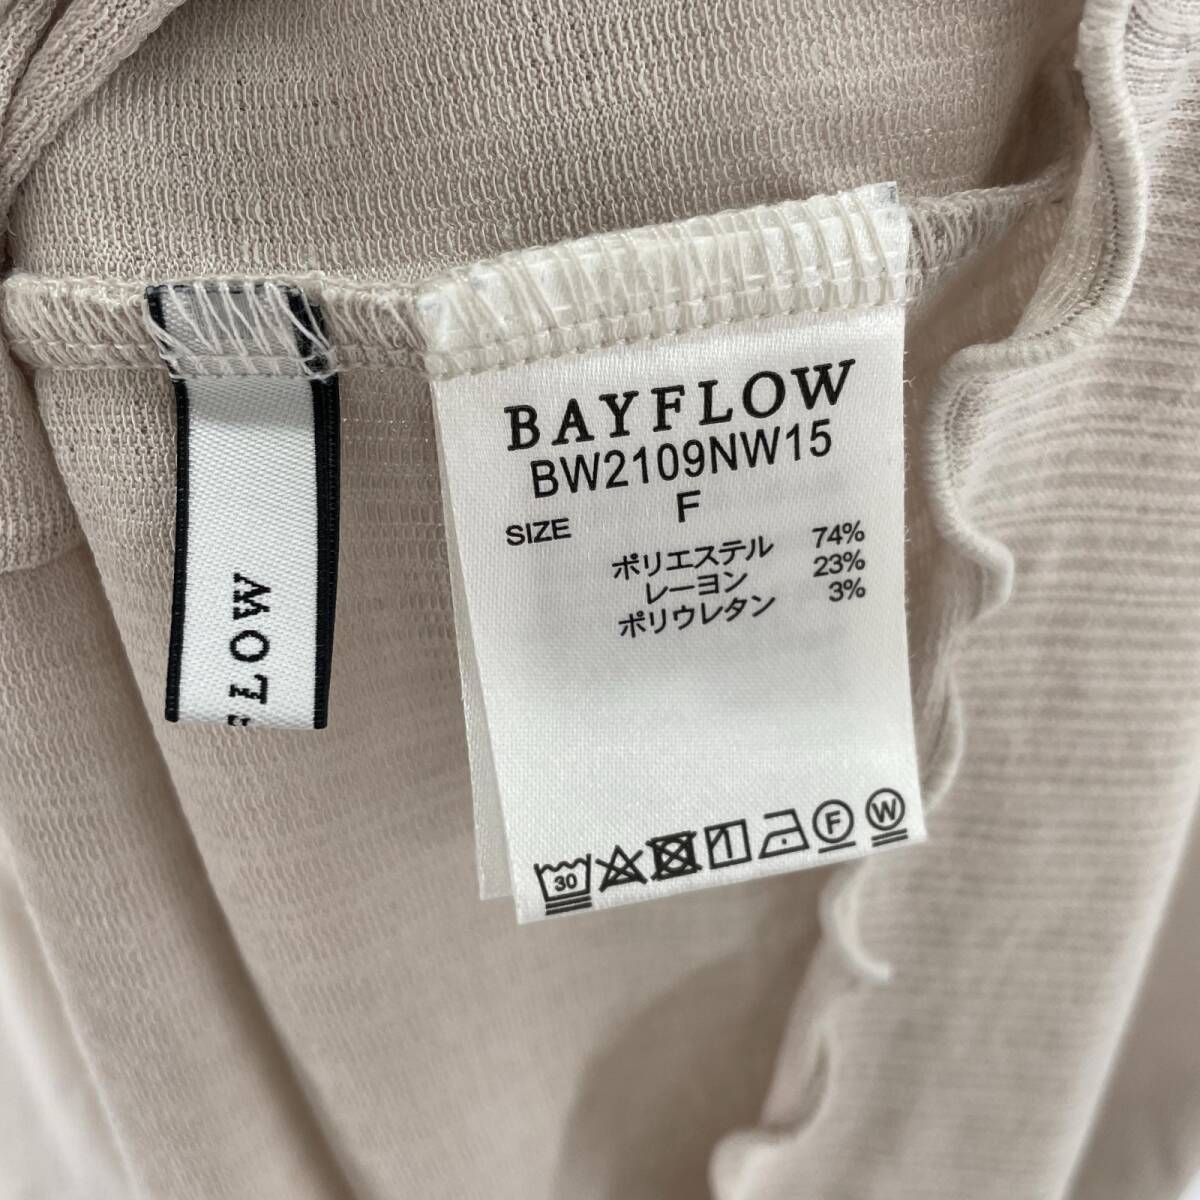 BAYFLOW
BW2109NW15
SIZE F
ポリエステル 74%
レーヨン 23%
ポリウレタン 3%
30
F
W
FLOW